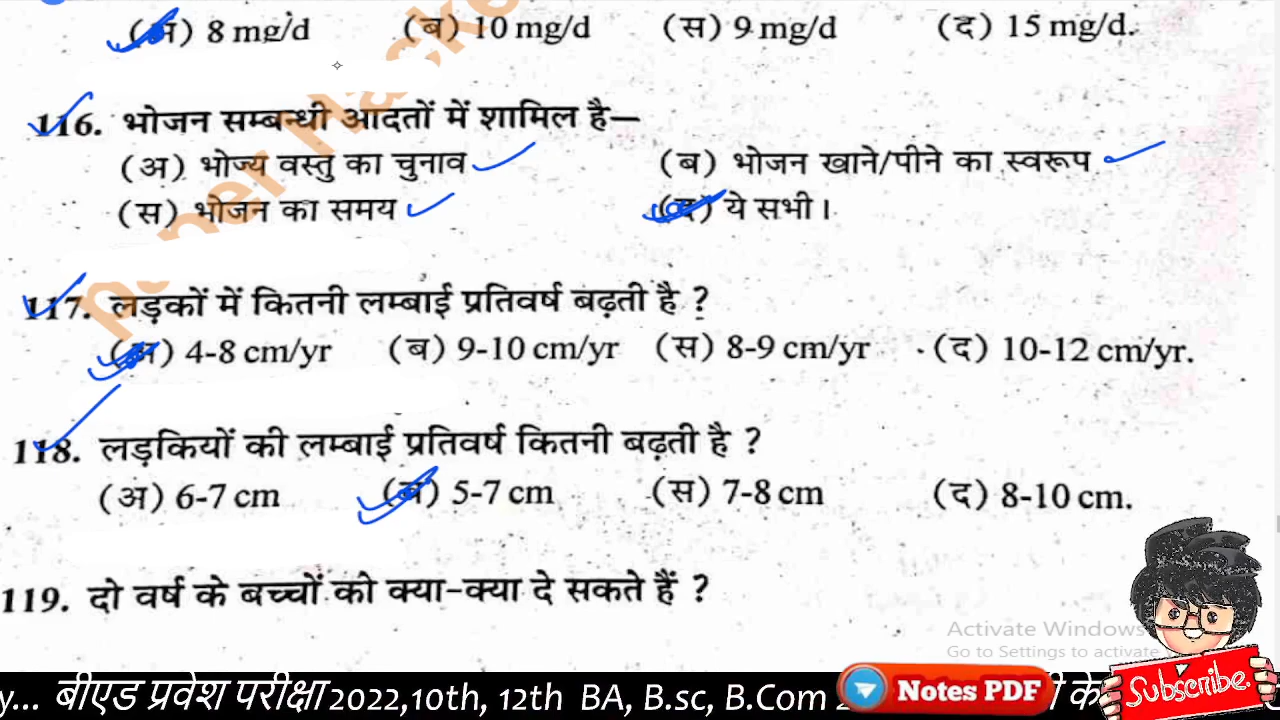 (अ) 8 mg/d (ब) 10 mg/d (स) 9 mg/d (द) 15 mg/d.
116. भोजन सम्बन्धी आदतों में शामिल है—
(अ) भोज्य वस्तु का चुनाव (ब) भोजन खाने/पीने का स्वरूप
(स) भोजन का समय (द) ये सभी।
117. लड़कों में कितनी लम्बाई प्रतिवर्ष बढ़ती है ?
(अ) 4-8 cm/yr (ब) 9-10 cm/yr (स) 8-9 cm/yr (द) 10-12 cm/yr.
118. लड़कियों की लम्बाई प्रतिवर्ष कितनी बढ़ती है ?
(अ) 6-7 cm (ब) 5-7 cm (स) 7-8 cm (द) 8-10 cm.
119. दो वर्ष के बच्चों को क्या-क्या दे सकते हैं ?
Activate Windows
Go to Settings to activate
y... बीएड प्रवेश परीक्षा 2022,10th, 12th BA, B.sc, B.Com
Notes PDF
Subscribe.